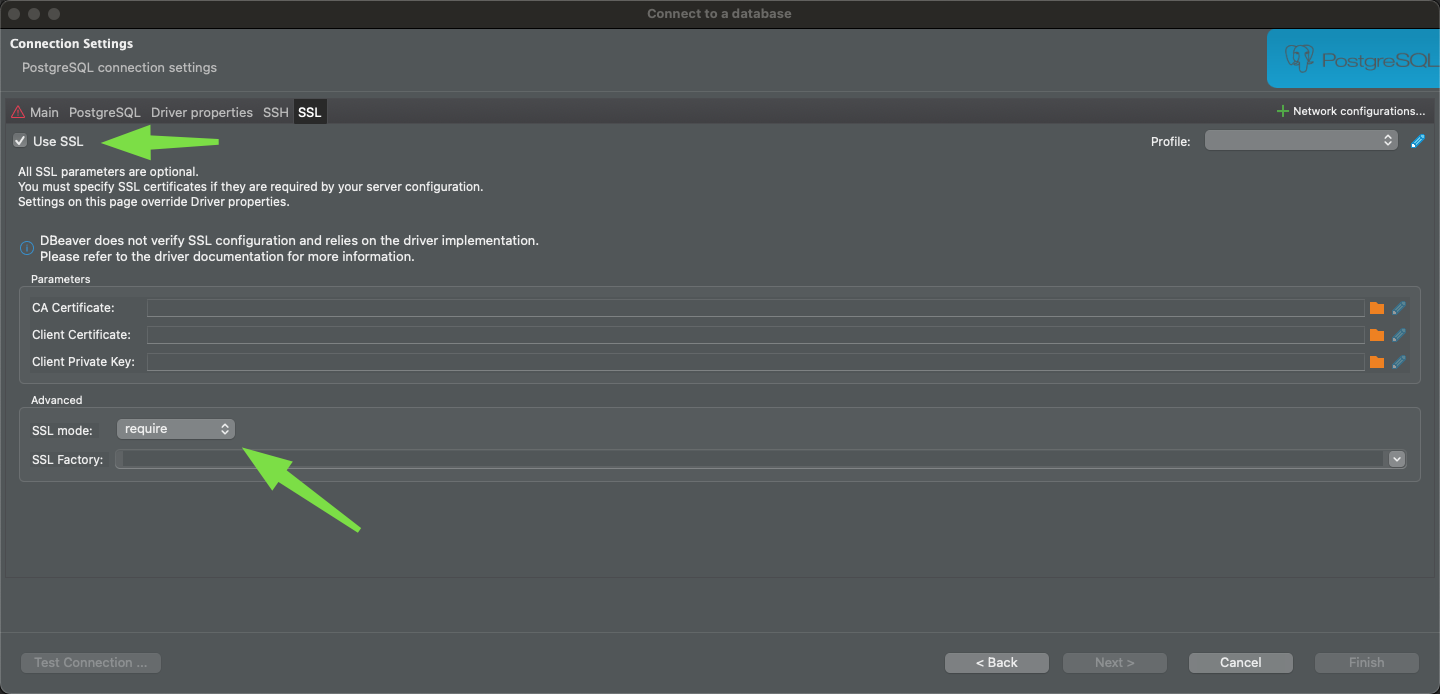 Connect to a database
Connection Settings
PostgreSQL connection settings
PostgreSQL
Main PostgreSQL Driver properties SSH SSL
Network configurations...
Use SSL
Profile:
All SSL parameters are optional.
You must specify SSL certificates if they are required by your server configuration.
Settings on this page override Driver properties.
DBeaver does not verify SSL configuration and relies on the driver implementation.
Please refer to the driver documentation for more information.
Parameters
CA Certificate:
Client Certificate:
Client Private Key:
Advanced
SSL mode: require
SSL Factory:
Test Connection ...
< Back Next > Cancel Finish